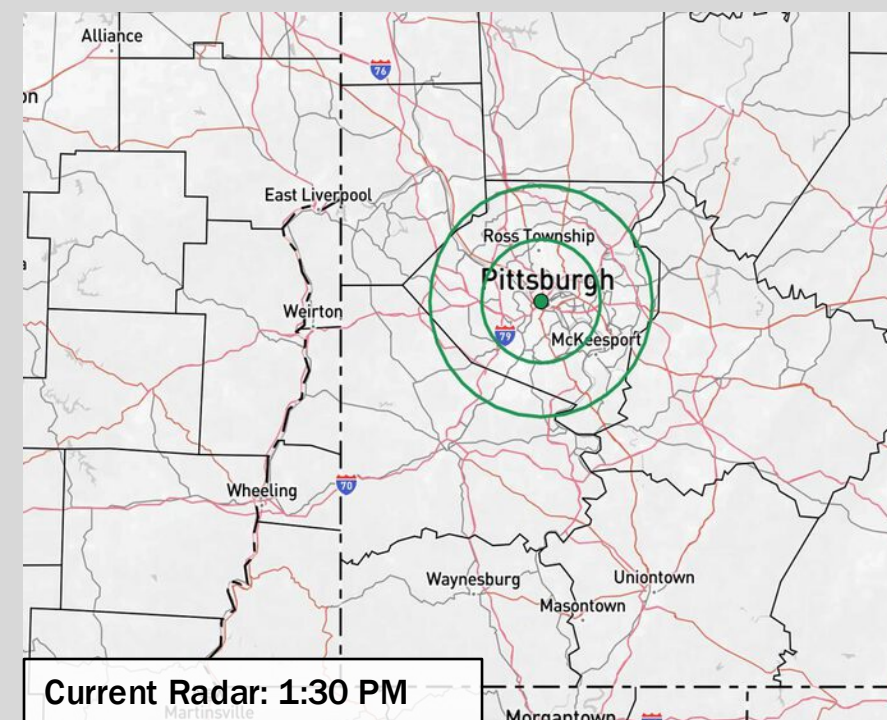 Alliance
76
on
East Liverpool
Ross Township
Pittsburgh
a
Weirton
79
McKeesport
Wheeling
70
Waynesburg
Uniontown
Masontown
Current Radar: 1:30 PM
Martinsville
Morgantown